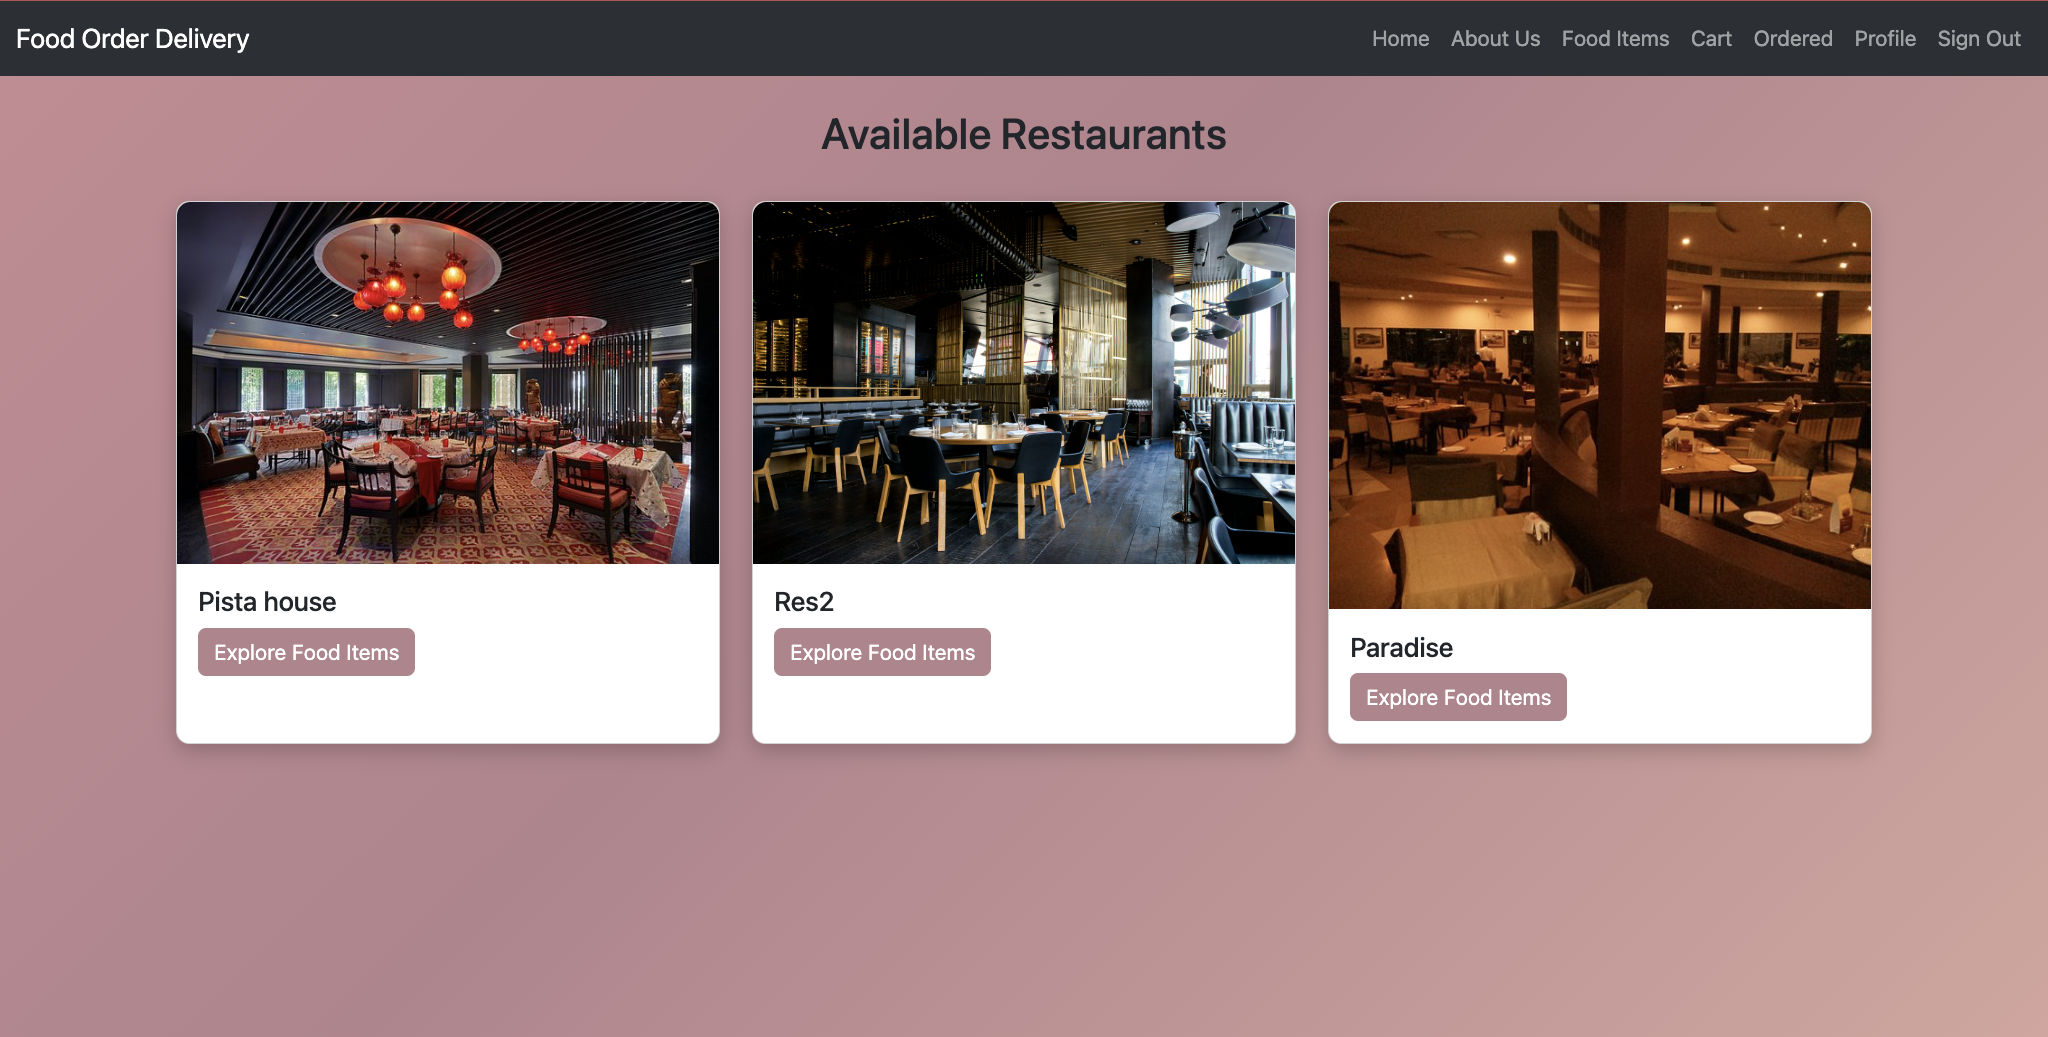 Food Order Delivery
Home About Us Food Items Cart Ordered Profile Sign Out
Available Restaurants
Pista house
Explore Food Items
Res2
Explore Food Items
Paradise
Explore Food Items